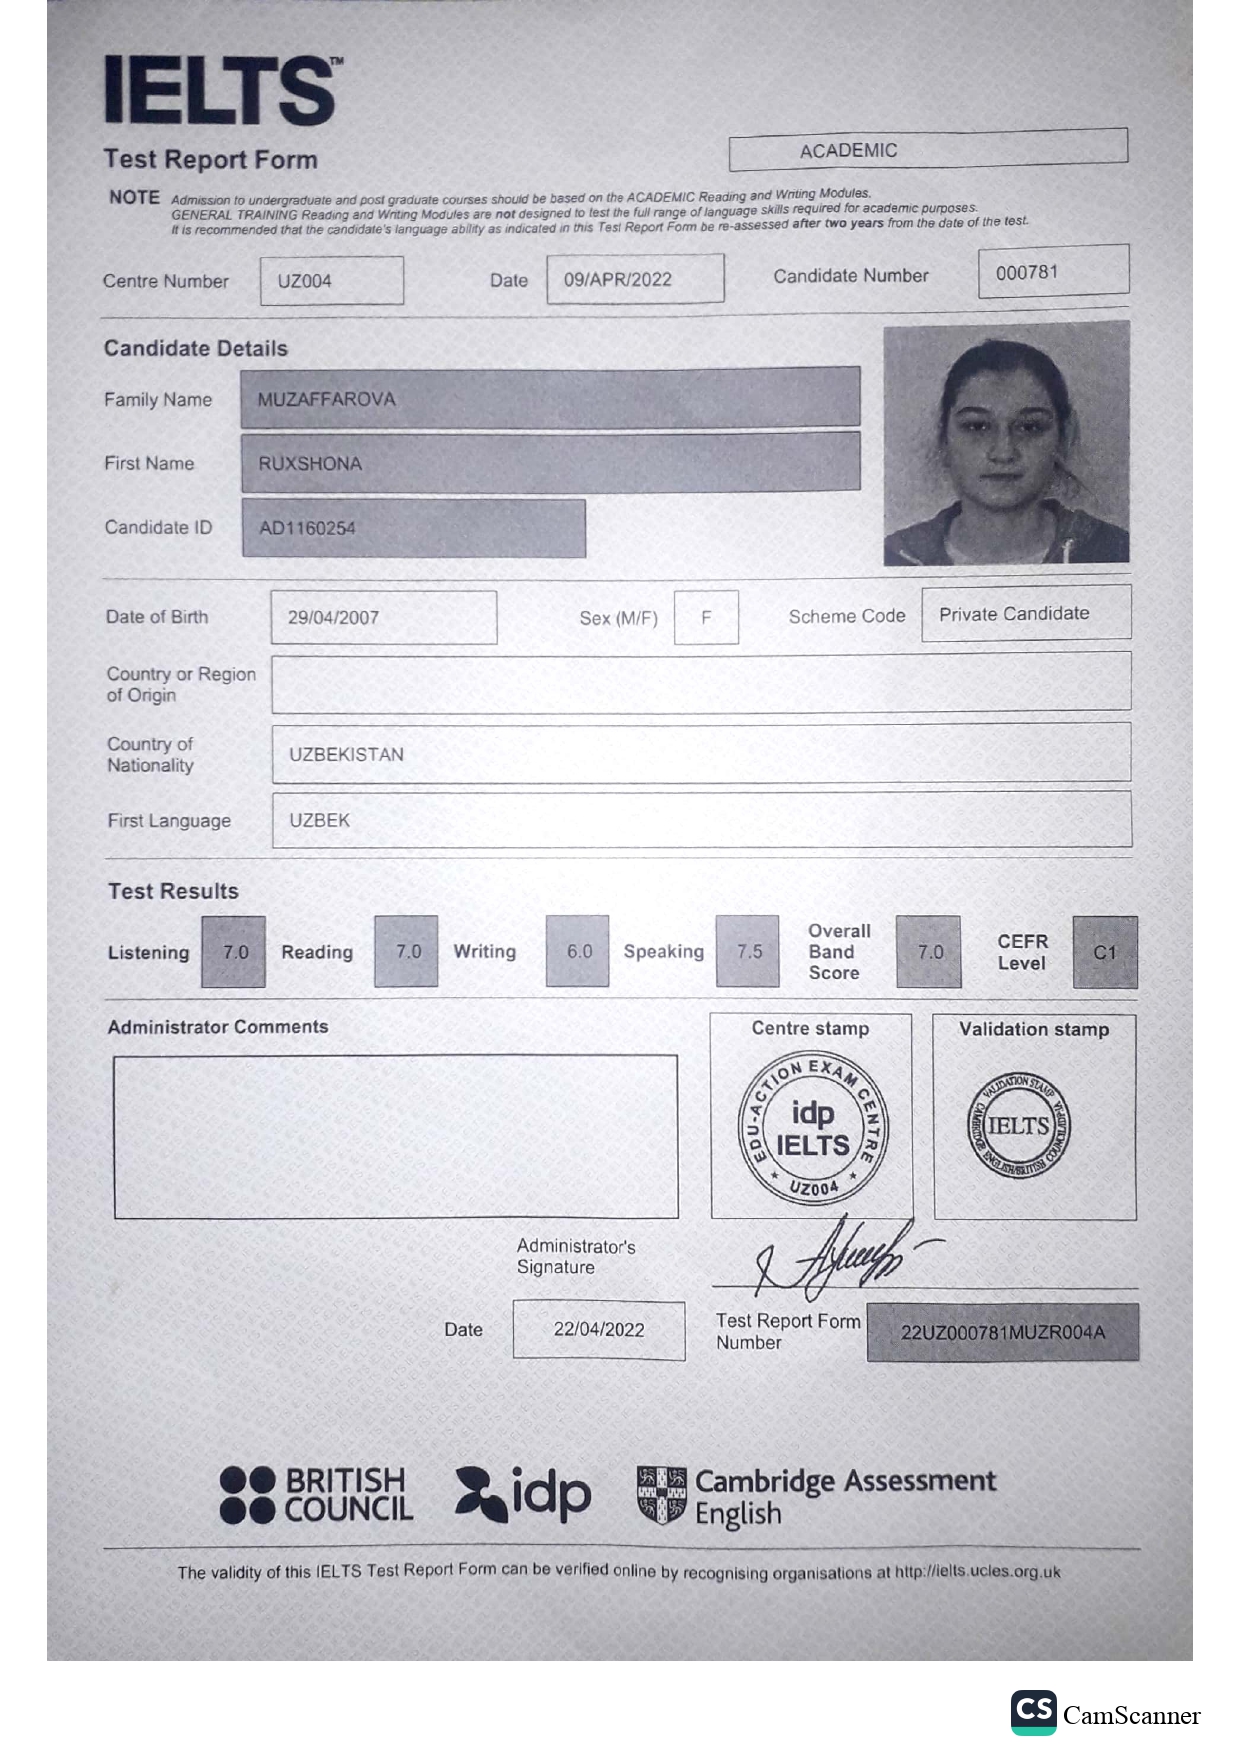 IELTS™
Test Report Form
ACADEMIC
NOTE Admission to undergraduate and post graduate courses should be based on the ACADEMIC Reading and Writing Modules.
GENERAL TRAINING Reading and Writing Modules are not designed to test the full range of language skills required for academic purposes.
It is recommended that the candidate's language ability as indicated in this Test Report Form be re-assessed after two years from the date of the test.
Centre Number UZ004 Date 09/APR/2022 Candidate Number 000781
Candidate Details
Family Name MUZAFFAROVA
First Name RUXSHONA
Candidate ID AD1160254
Date of Birth 29/04/2007 Sex (M/F) F Scheme Code Private Candidate
Country or Region
of Origin
Country of
Nationality
UZBEKISTAN
First Language UZBEK
Test Results
Listening 7.0 Reading 7.0 Writing 6.0 Speaking 7.5
Overall
Band
Score
7.0
CEFR
Level
C1
Administrator Comments
Centre stamp
EDU-ACTION EXAM CENTRE
idp
IELTS
UZ004
Validation stamp
VALIDATION STAMP
IELTS
CAMBRIDGE ENGLISH/BRITISH COUNCIL/IDP:IA
Administrator's
Signature
Date 22/04/2022
Test Report Form
Number
22UZ000781MUZR004A
BRITISH
COUNCIL
idp
Cambridge Assessment
English
The validity of this IELTS Test Report Form can be verified online by recognising organisations at http://ielts.ucles.org.uk
CS CamScanner